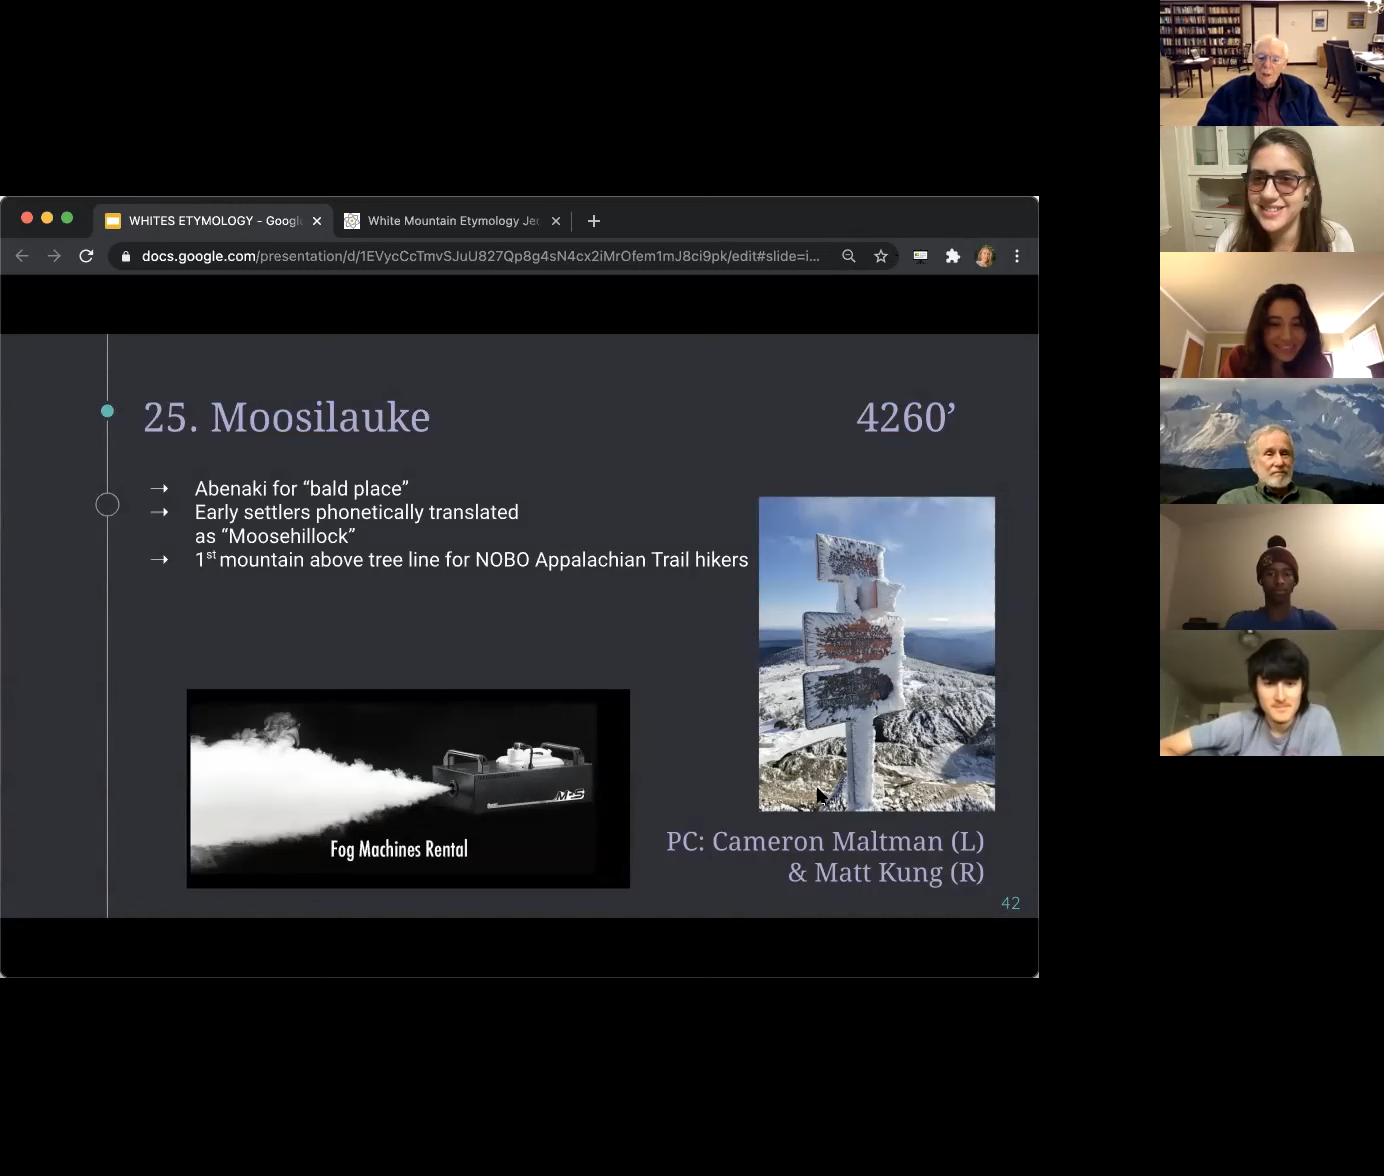 WHITES ETYMOLOGY - Googl
White Mountain Etymology Jeo
docs.google.com/presentation/d/1EVycCcTmvSJuU827Qp8g4sN4cx2iMrOfem1mJ8ci9pk/edit#slide=i...
25. Moosilauke
4260’
→ Abenaki for “bald place”
→ Early settlers phonetically translated
as “Moosehillock”
→ 1st mountain above tree line for NOBO Appalachian Trail hikers
Fog Machines Rental
PC: Cameron Maltman (L)
& Matt Kung (R)
42